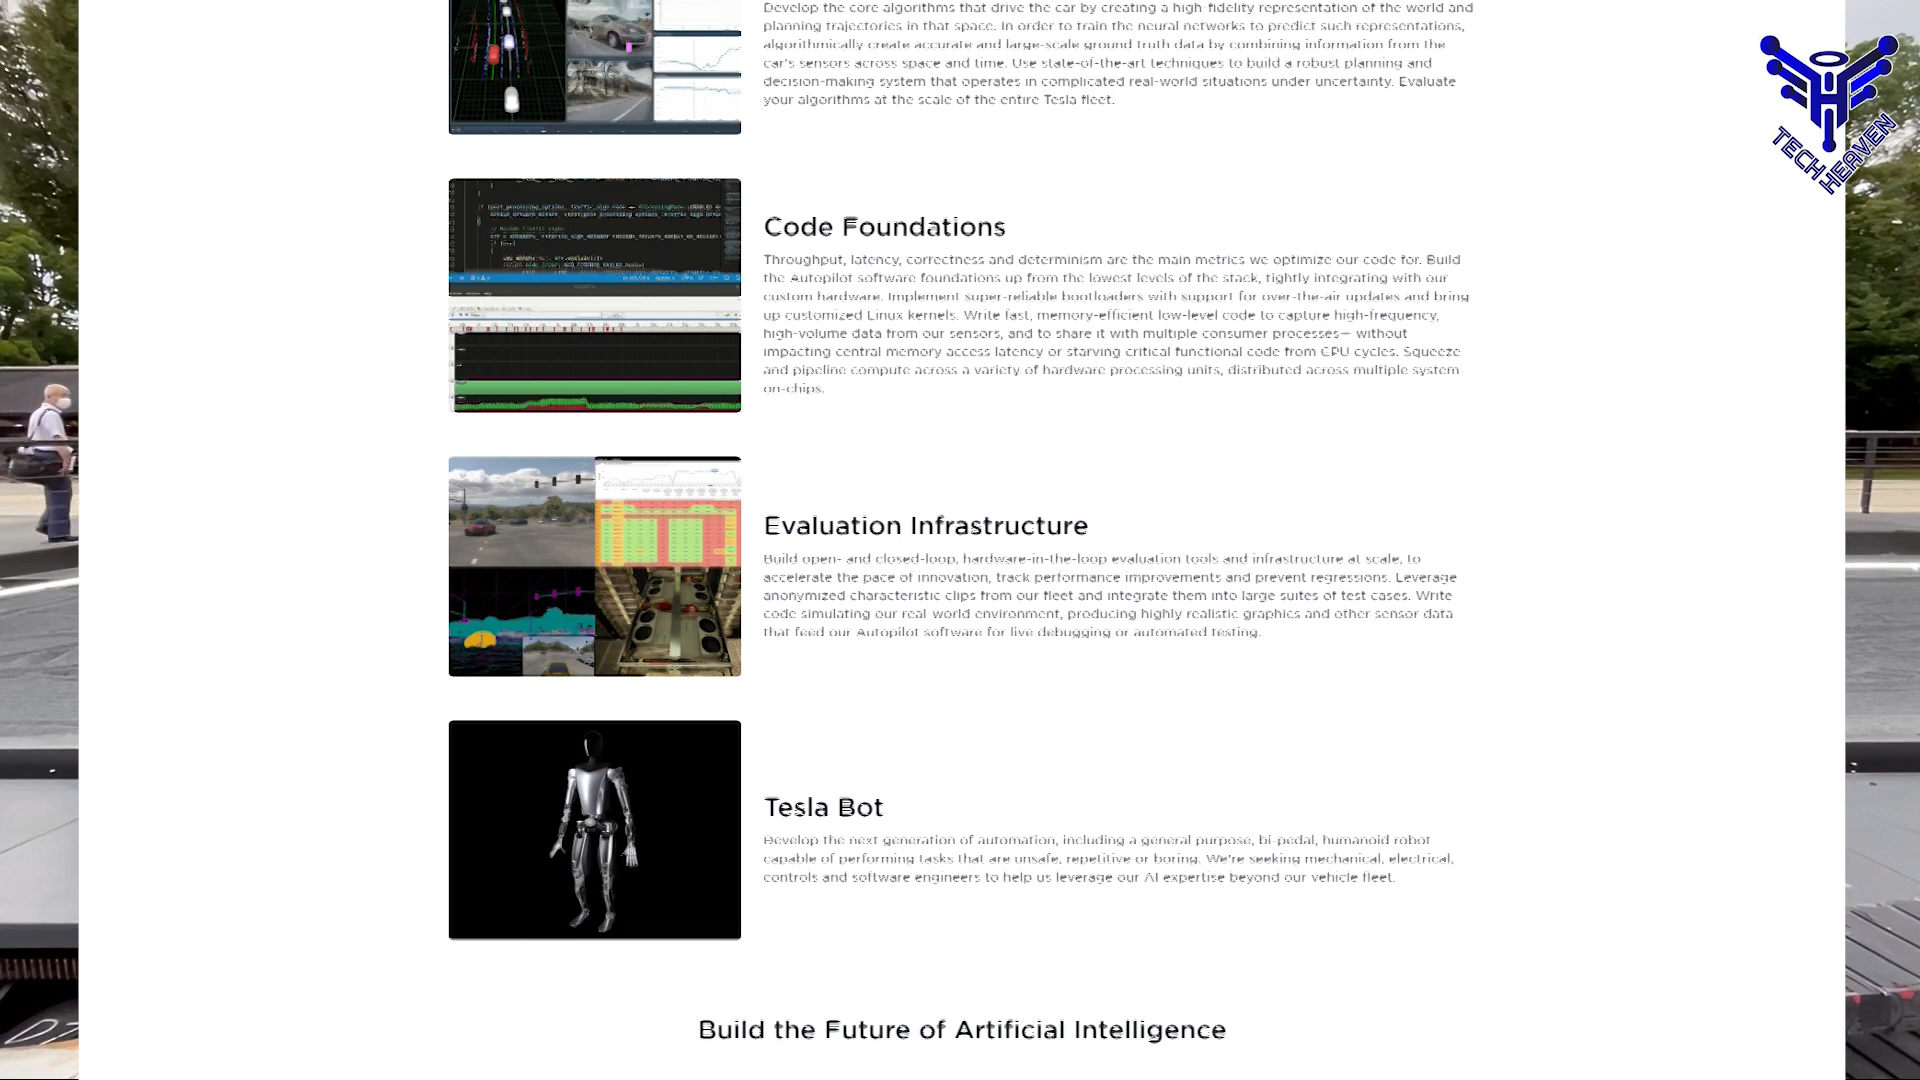 Develop the core algorithms that drive the car by creating a high-fidelity representation of the world and
planning trajectories in that space. In order to train the neural networks to predict such representations,
algorithmically create accurate and large-scale ground truth data by combining information from the
car's sensors across space and time. Use state-of-the-art techniques to build a robust planning and
decision-making system that operates in complicated real-world situations under uncertainty. Evaluate
your algorithms at the scale of the entire Tesla fleet.
TECH HEAVEN
Code Foundations
Throughput, latency, correctness and determinism are the main metrics we optimize our code for. Build
the Autopilot software foundations up from the lowest levels of the stack, tightly integrating with our
custom hardware. Implement super-reliable bootloaders with support for over-the-air updates and bring
up customized Linux kernels. Write fast, memory-efficient low-level code to capture high-frequency,
high-volume data from our sensors, and to share it with multiple consumer processes— without
impacting central memory access latency or starving critical functional code from CPU cycles. Squeeze
and pipeline compute across a variety of hardware processing units, distributed across multiple system-
on-chips.
Evaluation Infrastructure
Build open- and closed-loop, hardware-in-the-loop evaluation tools and infrastructure at scale, to
accelerate the pace of innovation, track performance improvements and prevent regressions. Leverage
anonymized characteristic clips from our fleet and integrate them into large suites of test cases. Write
code simulating our real-world environment, producing highly realistic graphics and other sensor data
that feed our Autopilot software for live debugging or automated testing.
Tesla Bot
Develop the next generation of automation, including a general purpose, bi-pedal, humanoid robot
capable of performing tasks that are unsafe, repetitive or boring. We're seeking mechanical, electrical,
controls and software engineers to help us leverage our AI expertise beyond our vehicle fleet.
Build the Future of Artificial Intelligence